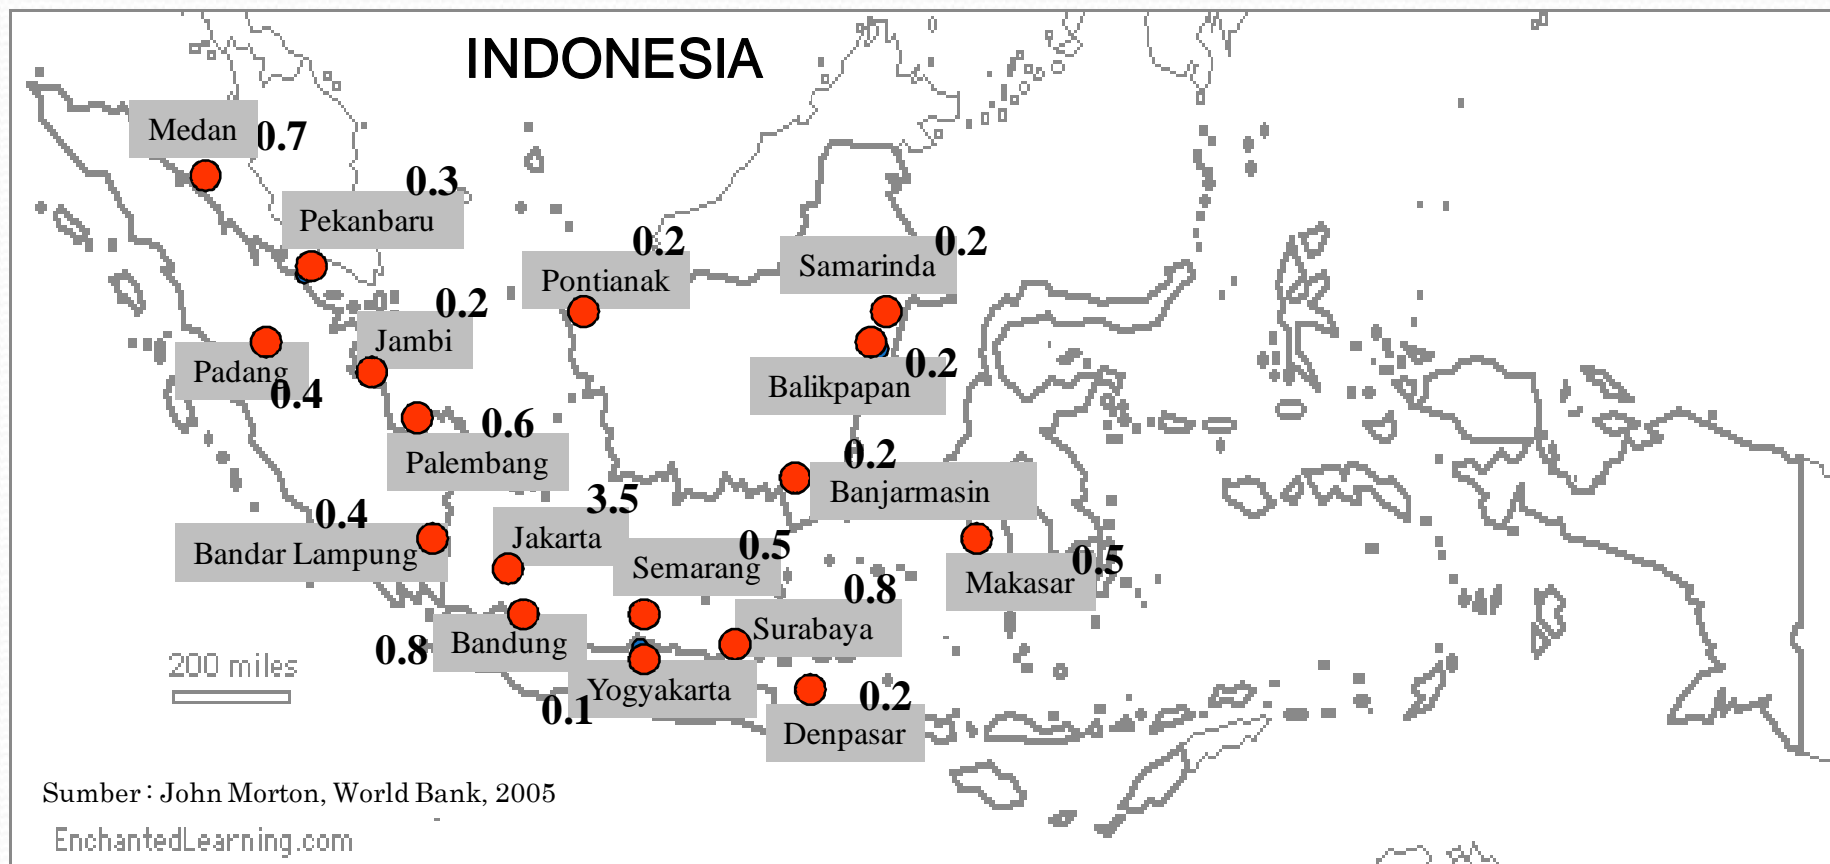 INDONESIA
Medan
0.7
0.3
Pekanbaru
0.2
Pontianak
0.2
Samarinda
0.2
Jambi
Padang
0.4
0.2
Balikpapan
0.6
Palembang
0.2
Banjarmasin
0.4
Bandar Lampung
3.5
Jakarta
0.5
Semarang
0.5
Makasar
0.8
Surabaya
0.8
Bandung
200 miles
Yogyakarta
0.1
0.2
Denpasar
Sumber : John Morton, World Bank, 2005
EnchantedLearning.com